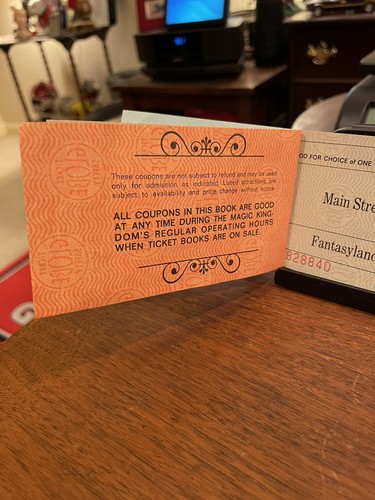 These coupons are not subject to refund and may be used
only for admission as indicated. Listed attractions are
subject to availability and price change without notice.
ALL COUPONS IN THIS BOOK ARE GOOD
AT ANY TIME DURING THE MAGIC KING-
DOM'S REGULAR OPERATING HOURS
WHEN TICKET BOOKS ARE ON SALE.
OD FOR CHOICE of ONE
Main Stre
Fantasyland
828840